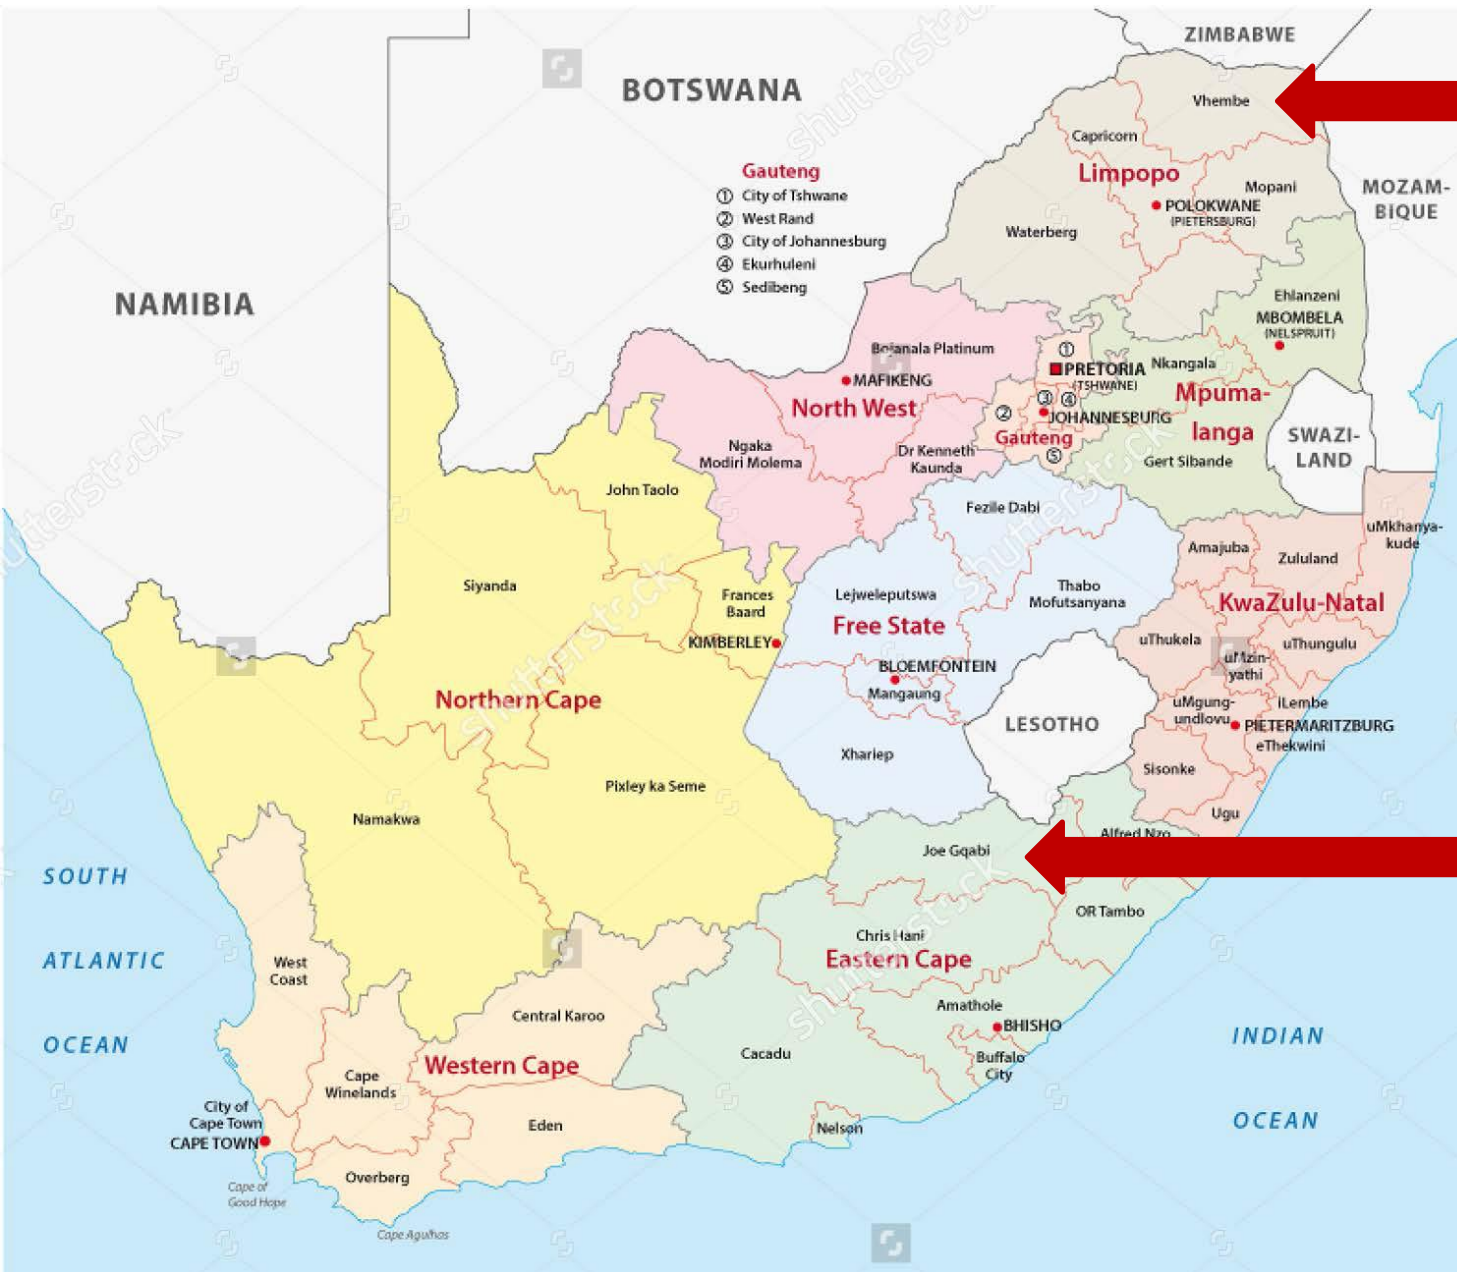 ZIMBABWE
BOTSWANA
Vhembe
Capricorn
Limpopo
Mopani
MOZAM-
BIQUE
POLOKWANE
(PIETERSBURG)
Waterberg
Gauteng
① City of Tshwane
② West Rand
③ City of Johannesburg
④ Ekurhuleni
⑤ Sedibeng
NAMIBIA
Ehlanzeni
MBOMBELA
(NELSPRUIT)
Bojanala Platinum
①
Nkangala
PRETORIA
(TSHWANE)
MAFIKENG
North West
Mpuma-
langa
②
③
④
JOHANNESBURG
Gauteng
⑤
SWAZI-
LAND
Ngaka
Modiri Molema
Dr Kenneth
Kaunda
Gert Sibande
John Taolo
Fezile Dabi
uMkhanya-
kude
Amajuba
Zululand
Siyanda
Frances
Baard
Lejweleputswa
Thabo
Mofutsanyana
KwaZulu-Natal
Free State
KIMBERLEY
uThukela
uThungulu
uMzin-
yathi
BLOEMFONTEIN
Mangaung
Northern Cape
uMgung-
undlovu
iLembe
LESOTHO
PIETERMARITZBURG
eThekwini
Xhariep
Sisonke
Pixley ka Seme
Ugu
Namakwa
Alfred Nzo
Joe Gqabi
SOUTH
ATLANTIC
OCEAN
OR Tambo
Chris Hani
Eastern Cape
West
Coast
Central Karoo
Amathole
BHISHO
INDIAN
OCEAN
Cacadu
Buffalo
City
Western Cape
Cape
Winelands
City of
Cape Town
CAPE TOWN
Eden
Nelson
Overberg
Cape of
Good Hope
Cape Agulhas
shutterstock
shutterstock
shutterstock
shutterstock
shutterstock
shutterstock